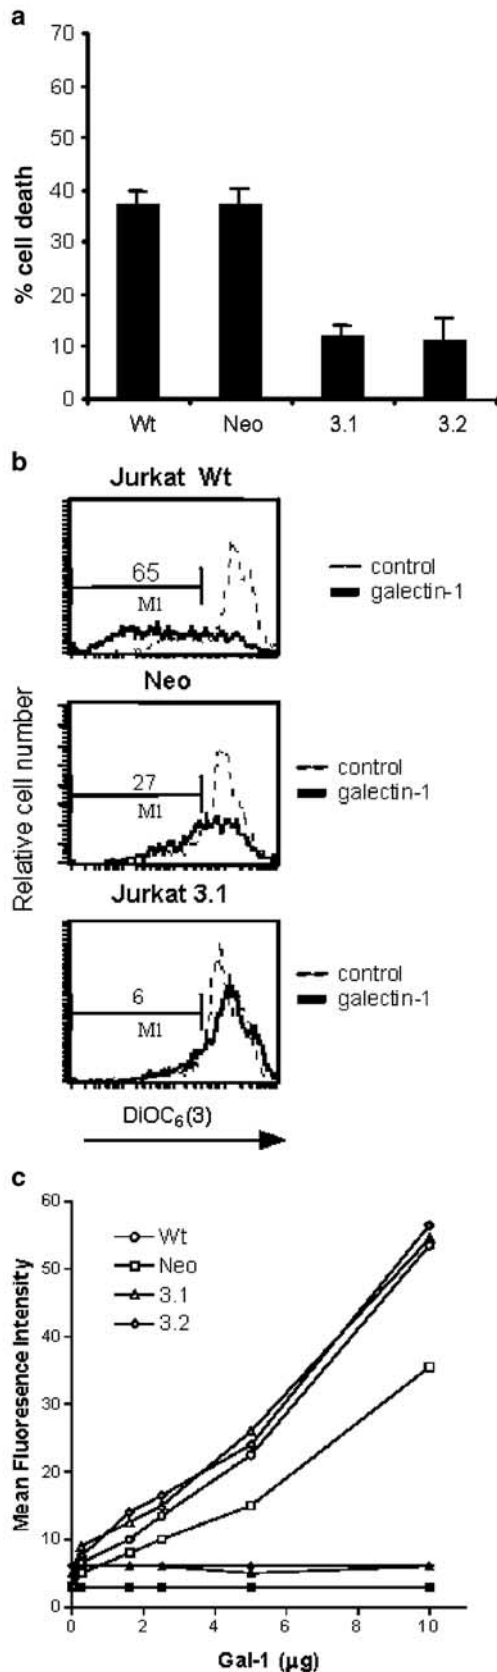 a
% cell death
70
60
50
40
30
20
10
0
Wt Neo 3.1 3.2
b
Jurkat Wt
65
M1
control
galectin-1
Neo
27
M1
control
galectin-1
Jurkat 3.1
6
M1
control
galectin-1
Relative cell number
DiOC6(3)
c
Mean Fluoresence Intensity
60
50
40
30
20
10
0
Wt
Neo
3.1
3.2
0 2 4 6 8 10
Gal-1 (µg)